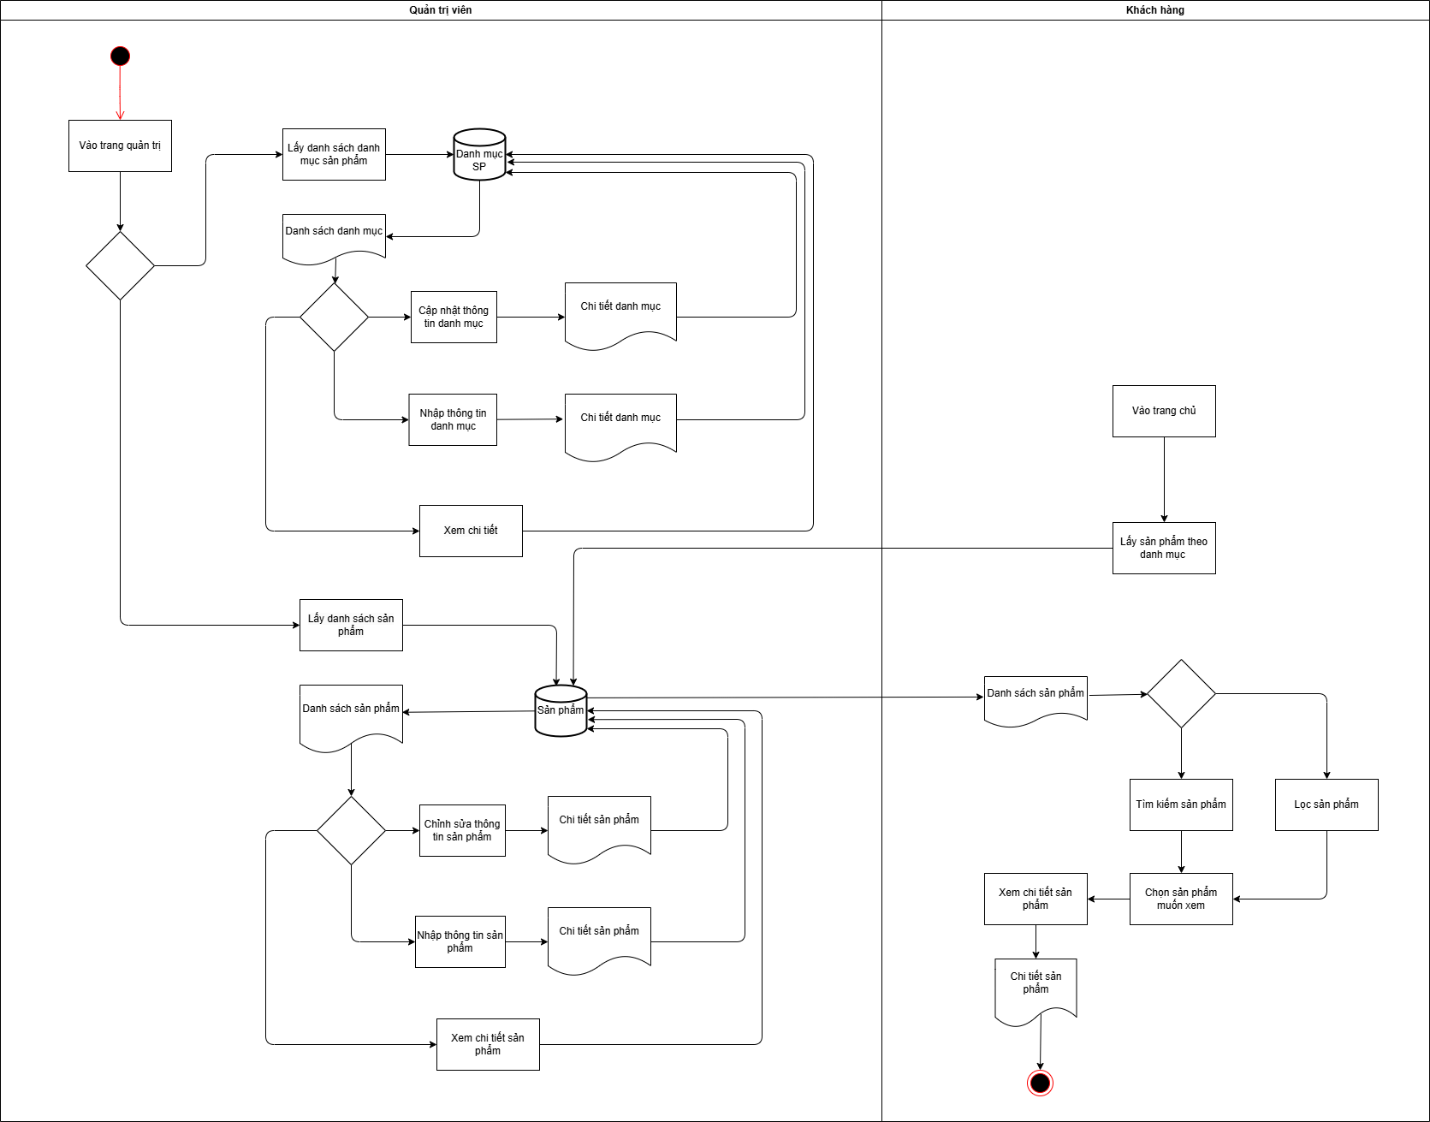 Quản trị viên
Khách hàng
Vào trang quản trị
Lấy danh sách danh
mục sản phẩm
Danh mục
SP
Danh sách danh mục
Cập nhật thông
tin danh mục
Chi tiết danh mục
Nhập thông tin
danh mục
Chi tiết danh mục
Xem chi tiết
Vào trang chủ
Lấy sản phẩm theo
danh mục
Lấy danh sách sản
phẩm
Danh sách sản phẩm
Sản phẩm
Danh sách sản phẩm
Chỉnh sửa thông
tin sản phẩm
Chi tiết sản phẩm
Tìm kiếm sản phẩm
Lọc sản phẩm
Nhập thông tin sản
phẩm
Chi tiết sản phẩm
Xem chi tiết sản
phẩm
Chọn sản phẩm
muốn xem
Chi tiết sản
phẩm
Xem chi tiết sản
phẩm